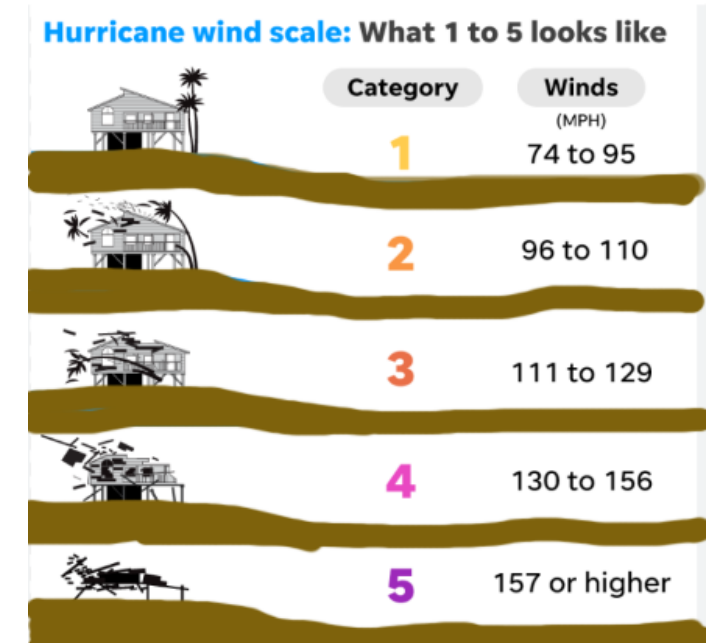 Hurricane wind scale: What 1 to 5 looks like
Category Winds
(MPH)
1 74 to 95
2 96 to 110
3 111 to 129
4 130 to 156
5 157 or higher